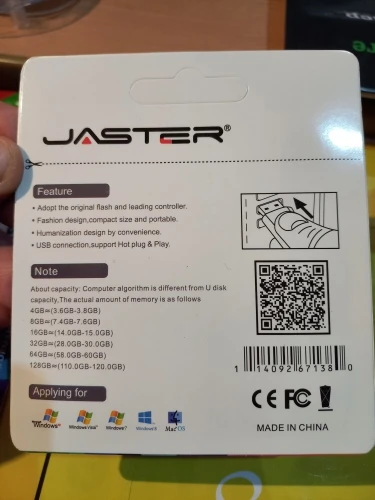 JASTER®
Feature
• Adopt the original flash and leading controller.
• Fashion design,compact size and portable.
• Humanization design by convenience.
• USB connection,support Hot plug & Play.
Note
About capacity: Computer algorithm is different from U disk
capacity,The actual amount of memory is as follows
4GB=(3.6GB-3.8GB)
8GB=(7.4GB-7.6GB)
16GB=(14.0GB-15.0GB)
32GB=(28.0GB-30.0GB)
64GB=(58.0GB-60GB)
128GB=(110.0GB-120.0GB)
1 14092 67138 0
Applying for
Windows Windows Vista Windows 7 Windows 8 Mac OS
CE FC
MADE IN CHINA